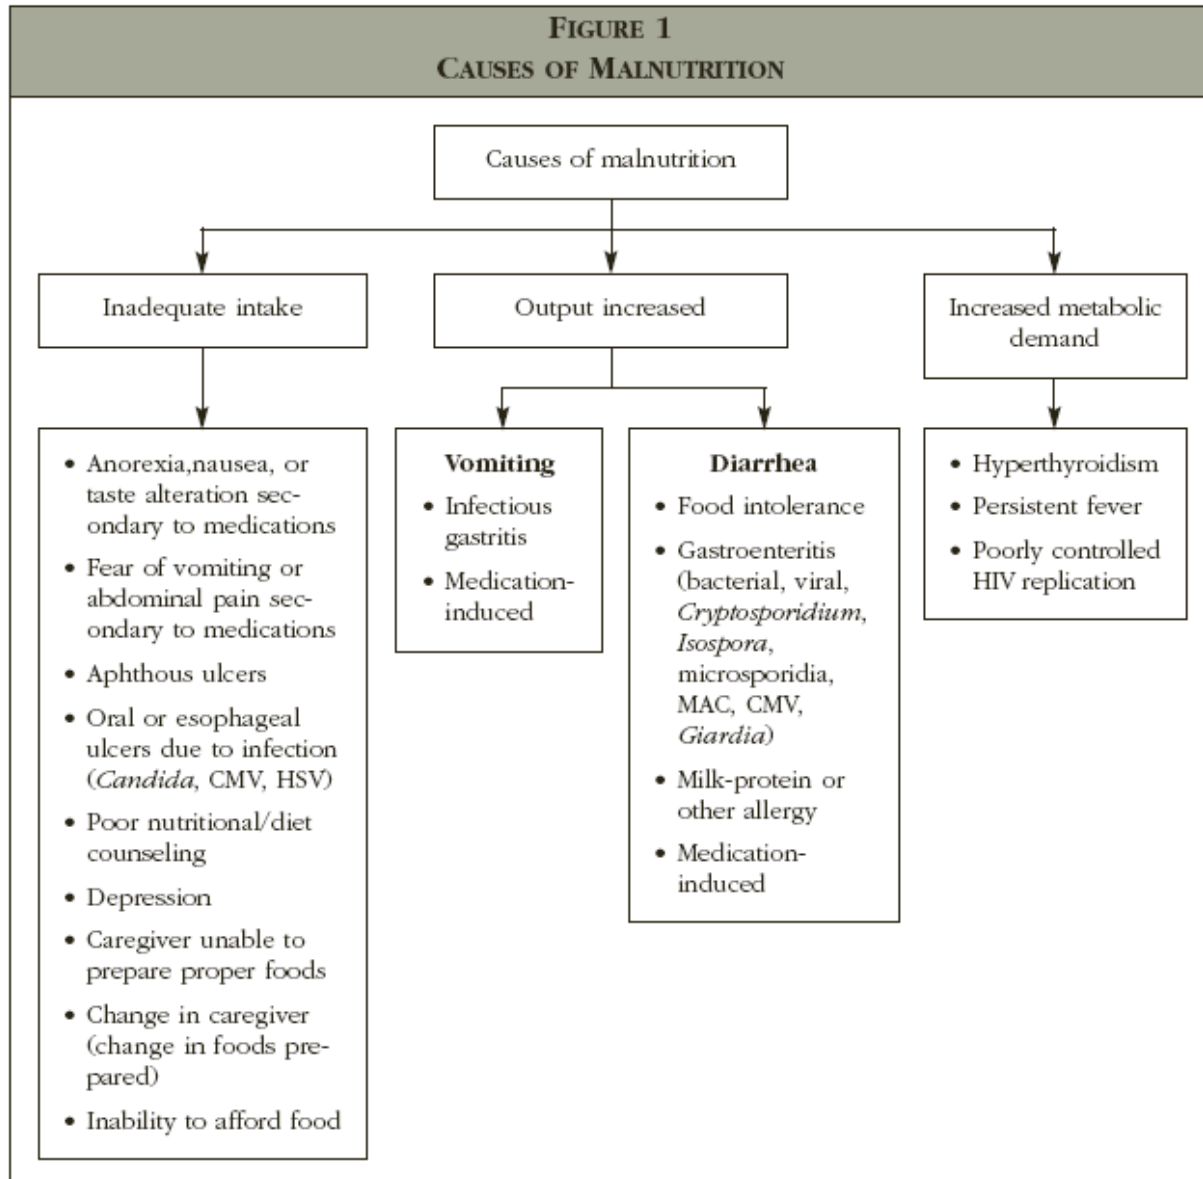 FIGURE 1
CAUSES OF MALNUTRITION
Causes of malnutrition
Inadequate intake
Output increased
Increased metabolic
demand
• Anorexia,nausea, or
taste alteration sec-
ondary to medications
• Fear of vomiting or
abdominal pain sec-
ondary to medications
• Aphthous ulcers
• Oral or esophageal
ulcers due to infection
(Candida, CMV, HSV)
• Poor nutritional/diet
counseling
• Depression
• Caregiver unable to
prepare proper foods
• Change in caregiver
(change in foods pre-
pared)
• Inability to afford food
Vomiting
• Infectious
gastritis
• Medication-
induced
Diarrhea
• Food intolerance
• Gastroenteritis
(bacterial, viral,
Cryptosporidium,
Isospora,
microsporidia,
MAC, CMV,
Giardia)
• Milk-protein or
other allergy
• Medication-
induced
• Hyperthyroidism
• Persistent fever
• Poorly controlled
HIV replication